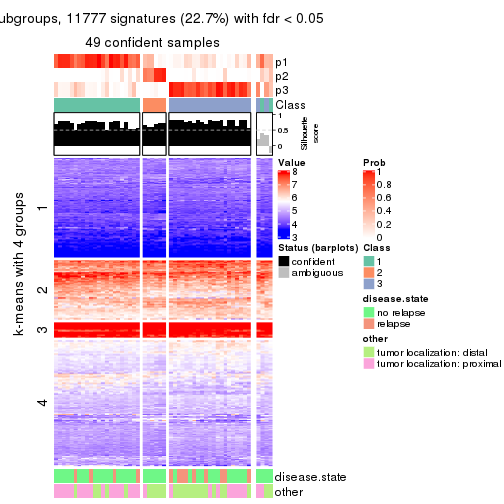 ubgroups, 11777 signatures (22.7%) with fdr < 0.05
49 confident samples
p1
p2
p3
Class
1
0.5
0
Silhouette
score
k-means with 4 groups
1
2
3
4
disease.state
other
Value
8
7
6
5
4
3
Status (barplots)
confident
ambiguous
Prob
1
0.8
0.6
0.4
0.2
0
Class
1
2
3
disease.state
no relapse
relapse
other
tumor localization: distal
tumor localization: proximal